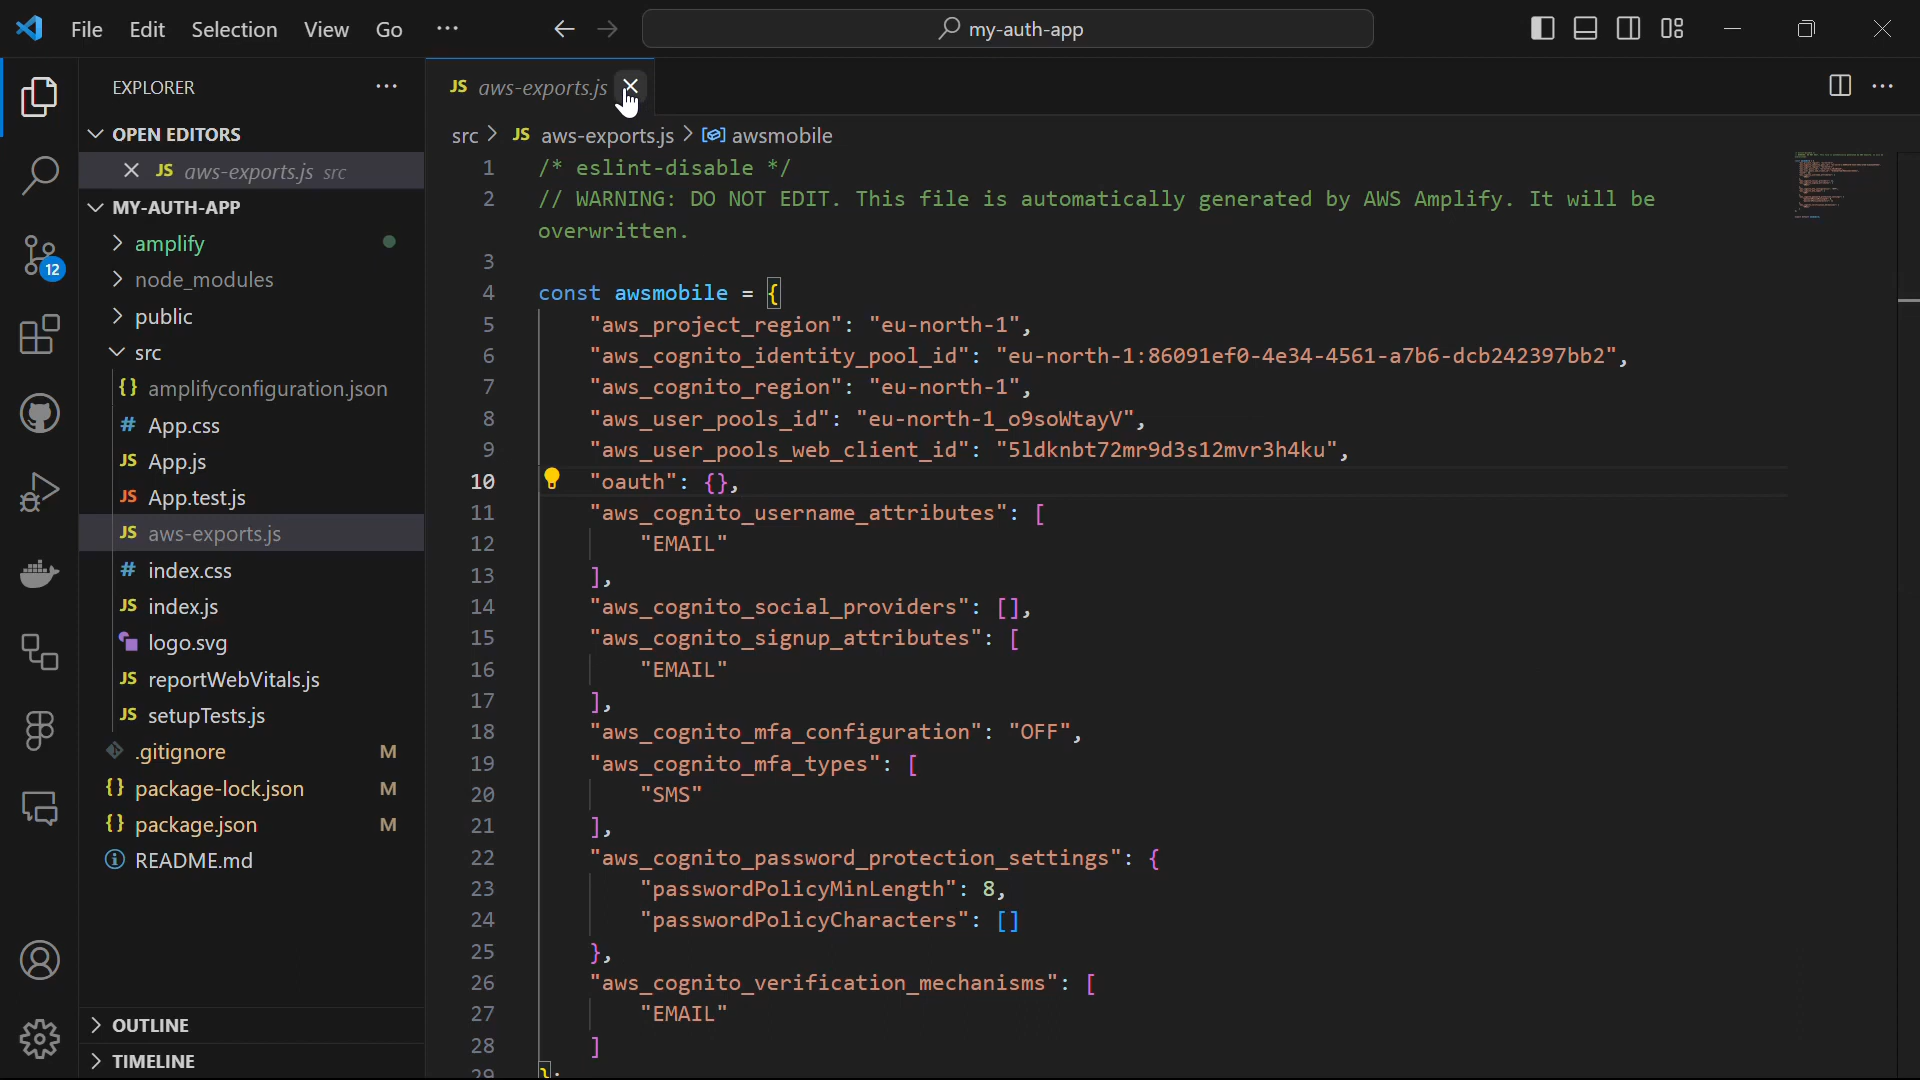 File Edit Selection View Go ···
my-auth-app
EXPLORER ···
OPEN EDITORS
JS aws-exports.js src
MY-AUTH-APP
amplify
node_modules
public
src
{} amplifyconfiguration.json
# App.css
JS App.js
JS App.test.js
JS aws-exports.js
# index.css
JS index.js
logo.svg
JS reportWebVitals.js
JS setupTests.js
.gitignore M
{} package-lock.json M
{} package.json M
README.md
OUTLINE
TIMELINE
12
JS aws-exports.js
src > JS aws-exports.js > awsmobile
1 /* eslint-disable */
2 // WARNING: DO NOT EDIT. This file is automatically generated by AWS Amplify. It will be
overwritten.
3
4 const awsmobile = {
5 "aws_project_region": "eu-north-1",
6 "aws_cognito_identity_pool_id": "eu-north-1:86091ef0-4e34-4561-a7b6-dcb242397bb2",
7 "aws_cognito_region": "eu-north-1",
8 "aws_user_pools_id": "eu-north-1_o9soWtayV",
9 "aws_user_pools_web_client_id": "5ldknbt72mr9d3s12mvr3h4ku",
10 "oauth": {},
11 "aws_cognito_username_attributes": [
12 "EMAIL"
13 ],
14 "aws_cognito_social_providers": [],
15 "aws_cognito_signup_attributes": [
16 "EMAIL"
17 ],
18 "aws_cognito_mfa_configuration": "OFF",
19 "aws_cognito_mfa_types": [
20 "SMS"
21 ],
22 "aws_cognito_password_protection_settings": {
23 "passwordPolicyMinLength": 8,
24 "passwordPolicyCharacters": []
25 },
26 "aws_cognito_verification_mechanisms": [
27 "EMAIL"
28 ]
29 };